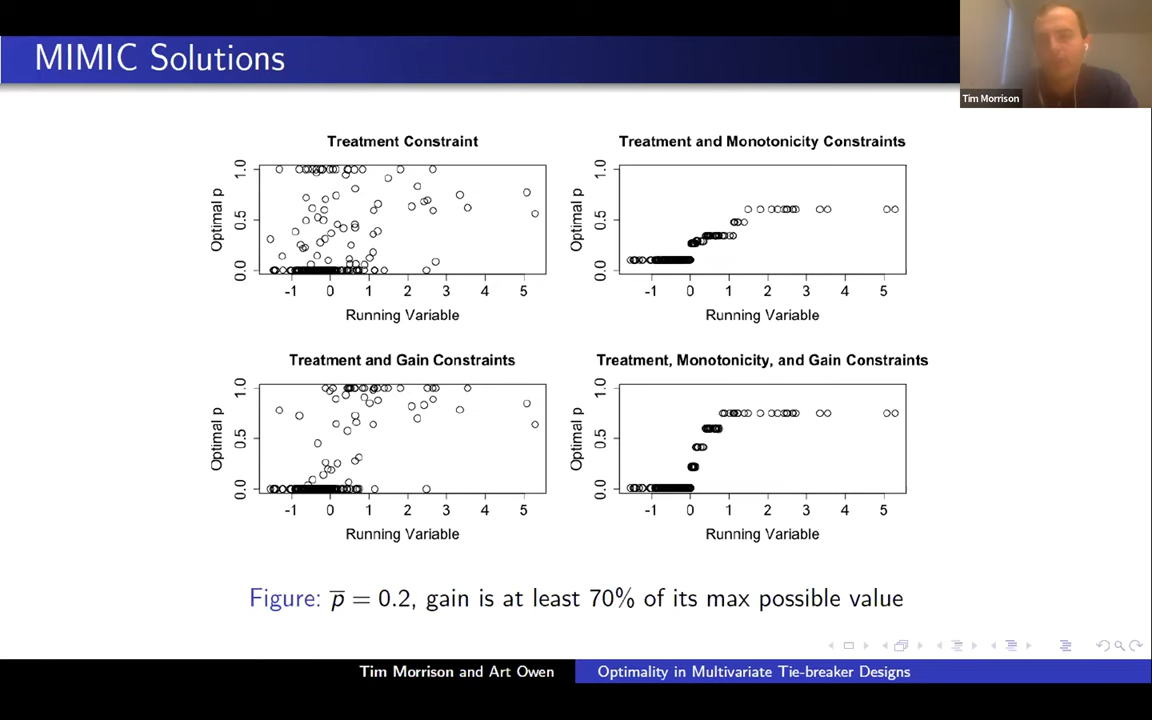 MIMIC Solutions
Tim Morrison
Treatment Constraint
Optimal p
0.0 0.5 1.0
-1 0 1 2 3 4 5
Running Variable
Treatment and Monotonicity Constraints
Optimal p
0.0 0.5 1.0
-1 0 1 2 3 4 5
Running Variable
Treatment and Gain Constraints
Optimal p
0.0 0.5 1.0
-1 0 1 2 3 4 5
Running Variable
Treatment, Monotonicity, and Gain Constraints
Optimal p
0.0 0.5 1.0
-1 0 1 2 3 4 5
Running Variable
Figure: p̅ = 0.2, gain is at least 70% of its max possible value
Tim Morrison and Art Owen
Optimality in Multivariate Tie-breaker Designs